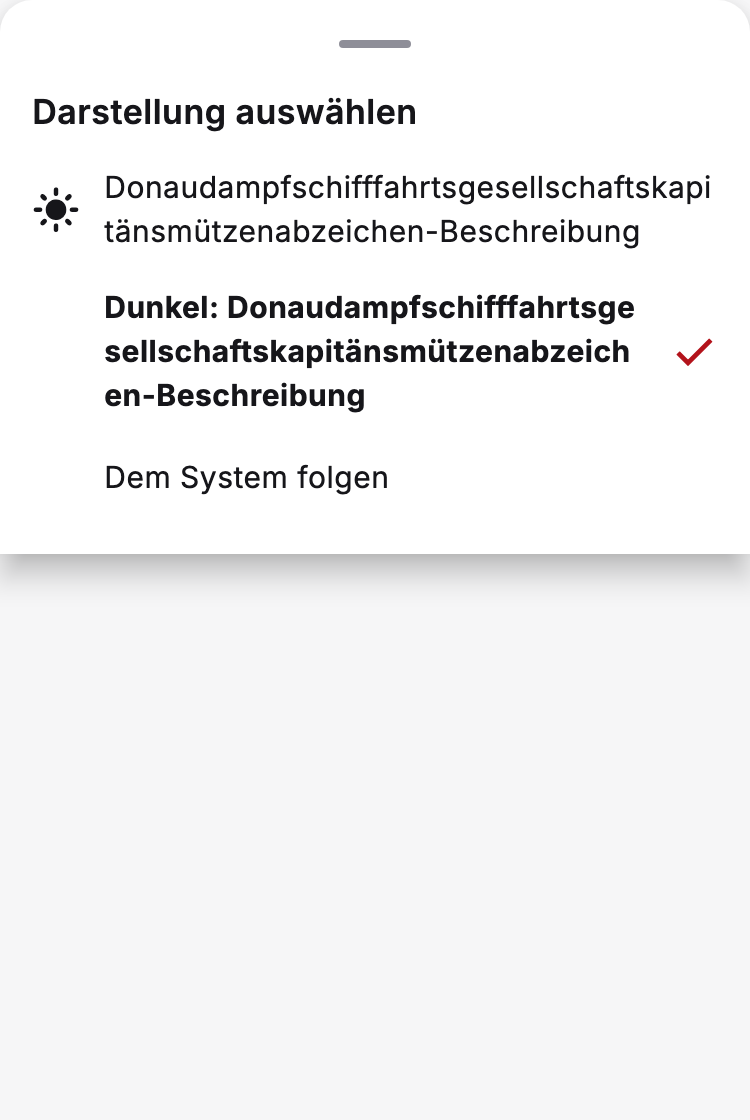 Darstellung auswählen
Donaudampfschifffahrtsgesellschaftskapi
tänsmützenabzeichen-Beschreibung
Dunkel: Donaudampfschifffahrtsge
sellschaftskapitänsmützenabzeich
en-Beschreibung
Dem System folgen